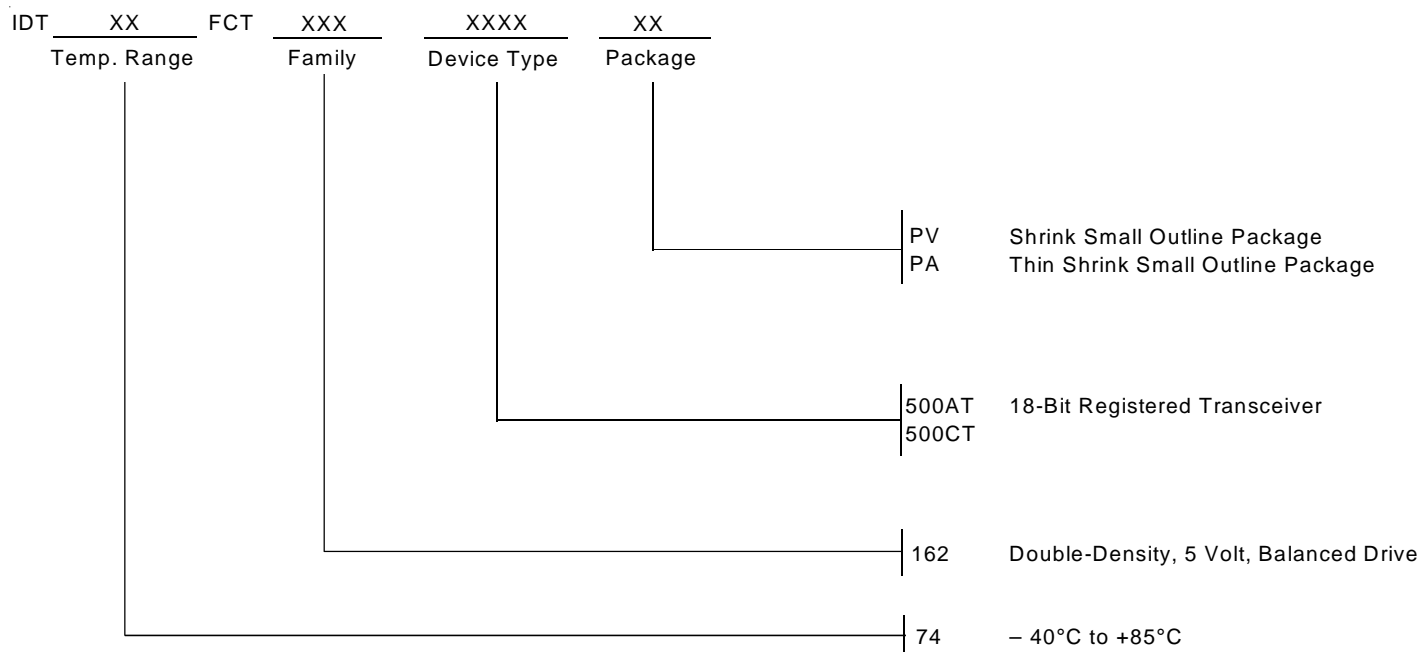 IDT XX FCT XXX XXXX XX
Temp. Range Family Device Type Package
PV Shrink Small Outline Package
PA Thin Shrink Small Outline Package
500AT 18-Bit Registered Transceiver
500CT
162 Double-Density, 5 Volt, Balanced Drive
74 – 40°C to +85°C